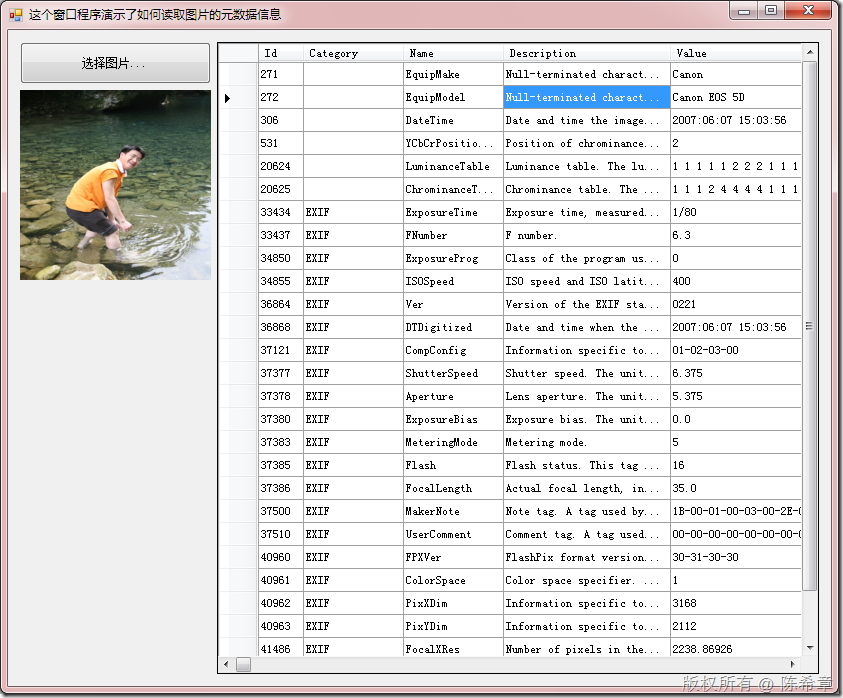 这个窗口程序演示了如何读取图片的元数据信息
选择图片...
Id Category Name Description Value
271 EquipMake Null-terminated charact... Canon
272 EquipModel Null-terminated charact... Canon EOS 5D
306 DateTime Date and time the image... 2007:06:07 15:03:56
531 YCbCrPositio... Position of chrominance... 2
20624 LuminanceTable Luminance table. The lu... 1 1 1 1 1 2 2 2 1 1 1
20625 ChrominanceT... Chrominance table. The ... 1 1 1 2 4 4 4 4 1 1 1
33434 EXIF ExposureTime Exposure time, measured... 1/80
33437 EXIF FNumber F number. 6.3
34850 EXIF ExposureProg Class of the program us... 0
34855 EXIF ISOSpeed ISO speed and ISO latit... 400
36864 EXIF Ver Version of the EXIF sta... 0221
36868 EXIF DTDigitized Date and time when the ... 2007:06:07 15:03:56
37121 EXIF CompConfig Information specific to... 01-02-03-00
37377 EXIF ShutterSpeed Shutter speed. The unit... 6.375
37378 EXIF Aperture Lens aperture. The unit... 5.375
37380 EXIF ExposureBias Exposure bias. The unit... 0.0
37383 EXIF MeteringMode Metering mode. 5
37385 EXIF Flash Flash status. This tag ... 16
37386 EXIF FocalLength Actual focal length, in... 35.0
37500 EXIF MakerNote Note tag. A tag used by... 1B-00-01-00-03-00-2E-0
37510 EXIF UserComment Comment tag. A tag used... 00-00-00-00-00-00-00-0
40960 EXIF FPXVer FlashPix format version... 30-31-30-30
40961 EXIF ColorSpace Color space specifier. ... 1
40962 EXIF PixXDim Information specific to... 3168
40963 EXIF PixYDim Information specific to... 2112
41486 EXIF FocalXRes Number of pixels in the... 2238.86926
版权所有 @ 陈希章